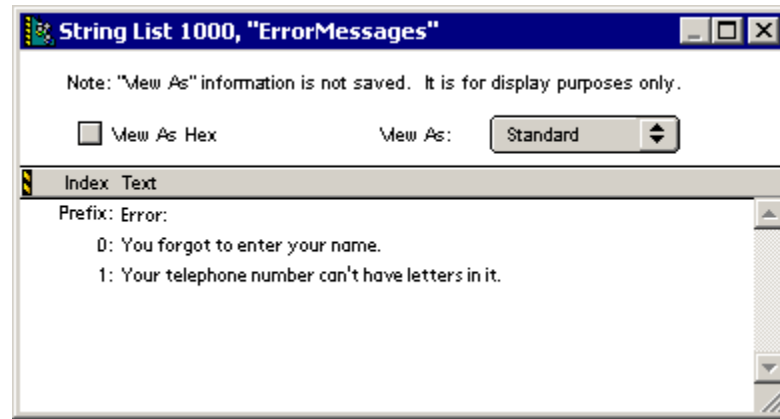 String List 1000, "ErrorMessages"
Note: "View As" information is not saved. It is for display purposes only.
View As Hex View As: Standard
Index Text
Prefix: Error:
0: You forgot to enter your name.
1: Your telephone number can't have letters in it.